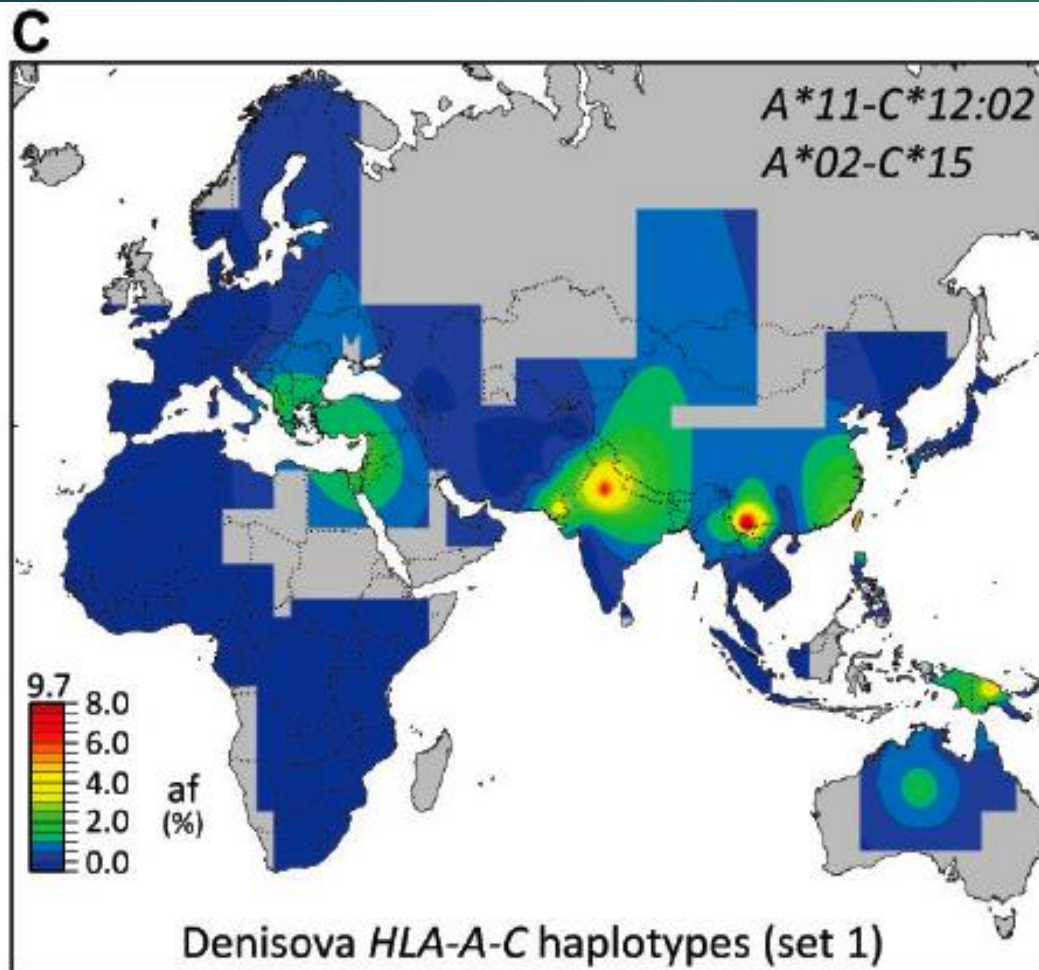 C
A*11-C*12:02
A*02-C*15
9.7
8.0
6.0
4.0
2.0
0.0
af
(%)
Denisova HLA-A-C haplotypes (set 1)